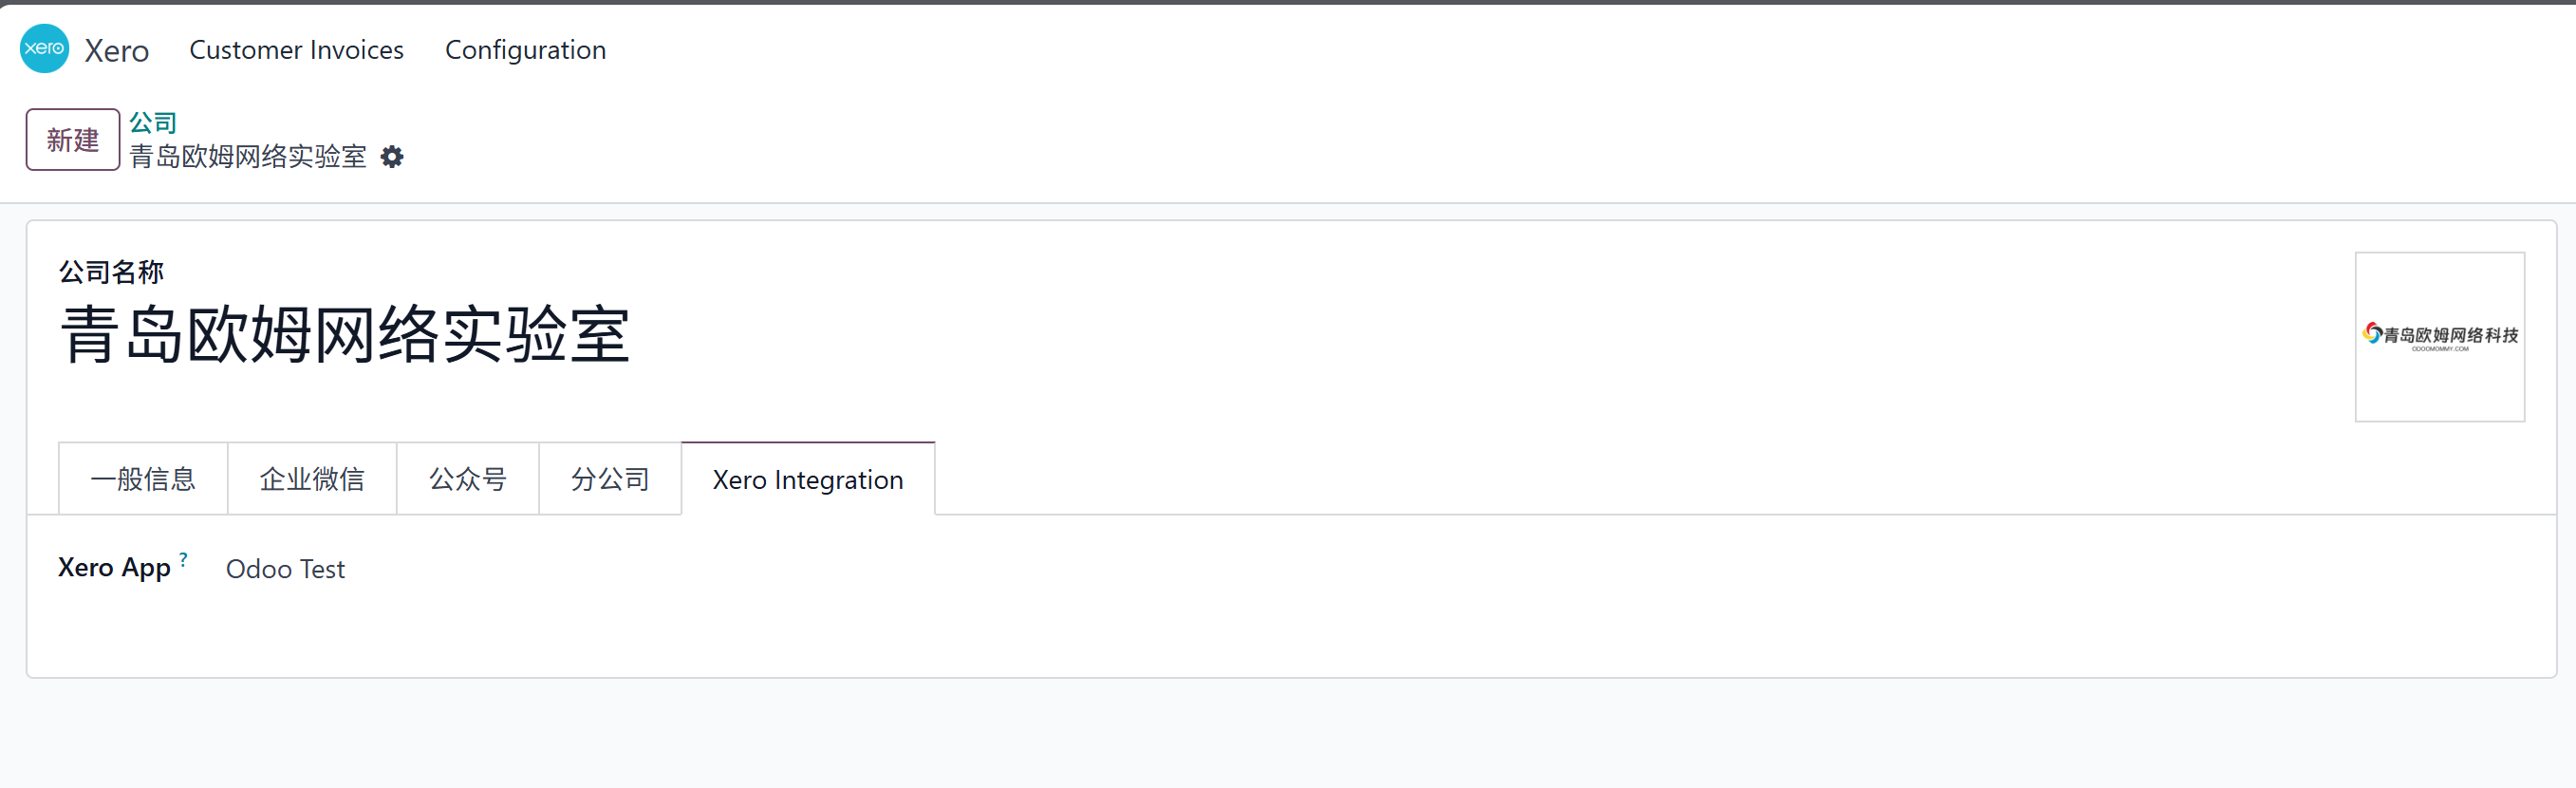 xero Xero Customer Invoices Configuration
新建 公司
青岛欧姆网络实验室
公司名称
青岛欧姆网络实验室
青岛欧姆网络科技
ODOOMOMMY.COM
一般信息 企业微信 公众号 分公司 Xero Integration
Xero App ? Odoo Test